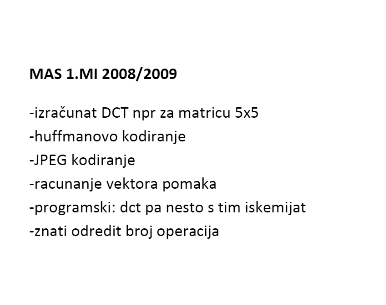 MAS 1.MI 2008/2009
-izračunat DCT npr za matricu 5x5
-huffmanovo kodiranje
-JPEG kodiranje
-racunanje vektora pomaka
-programski: dct pa nesto s tim iskemijat
-znati odredit broj operacija